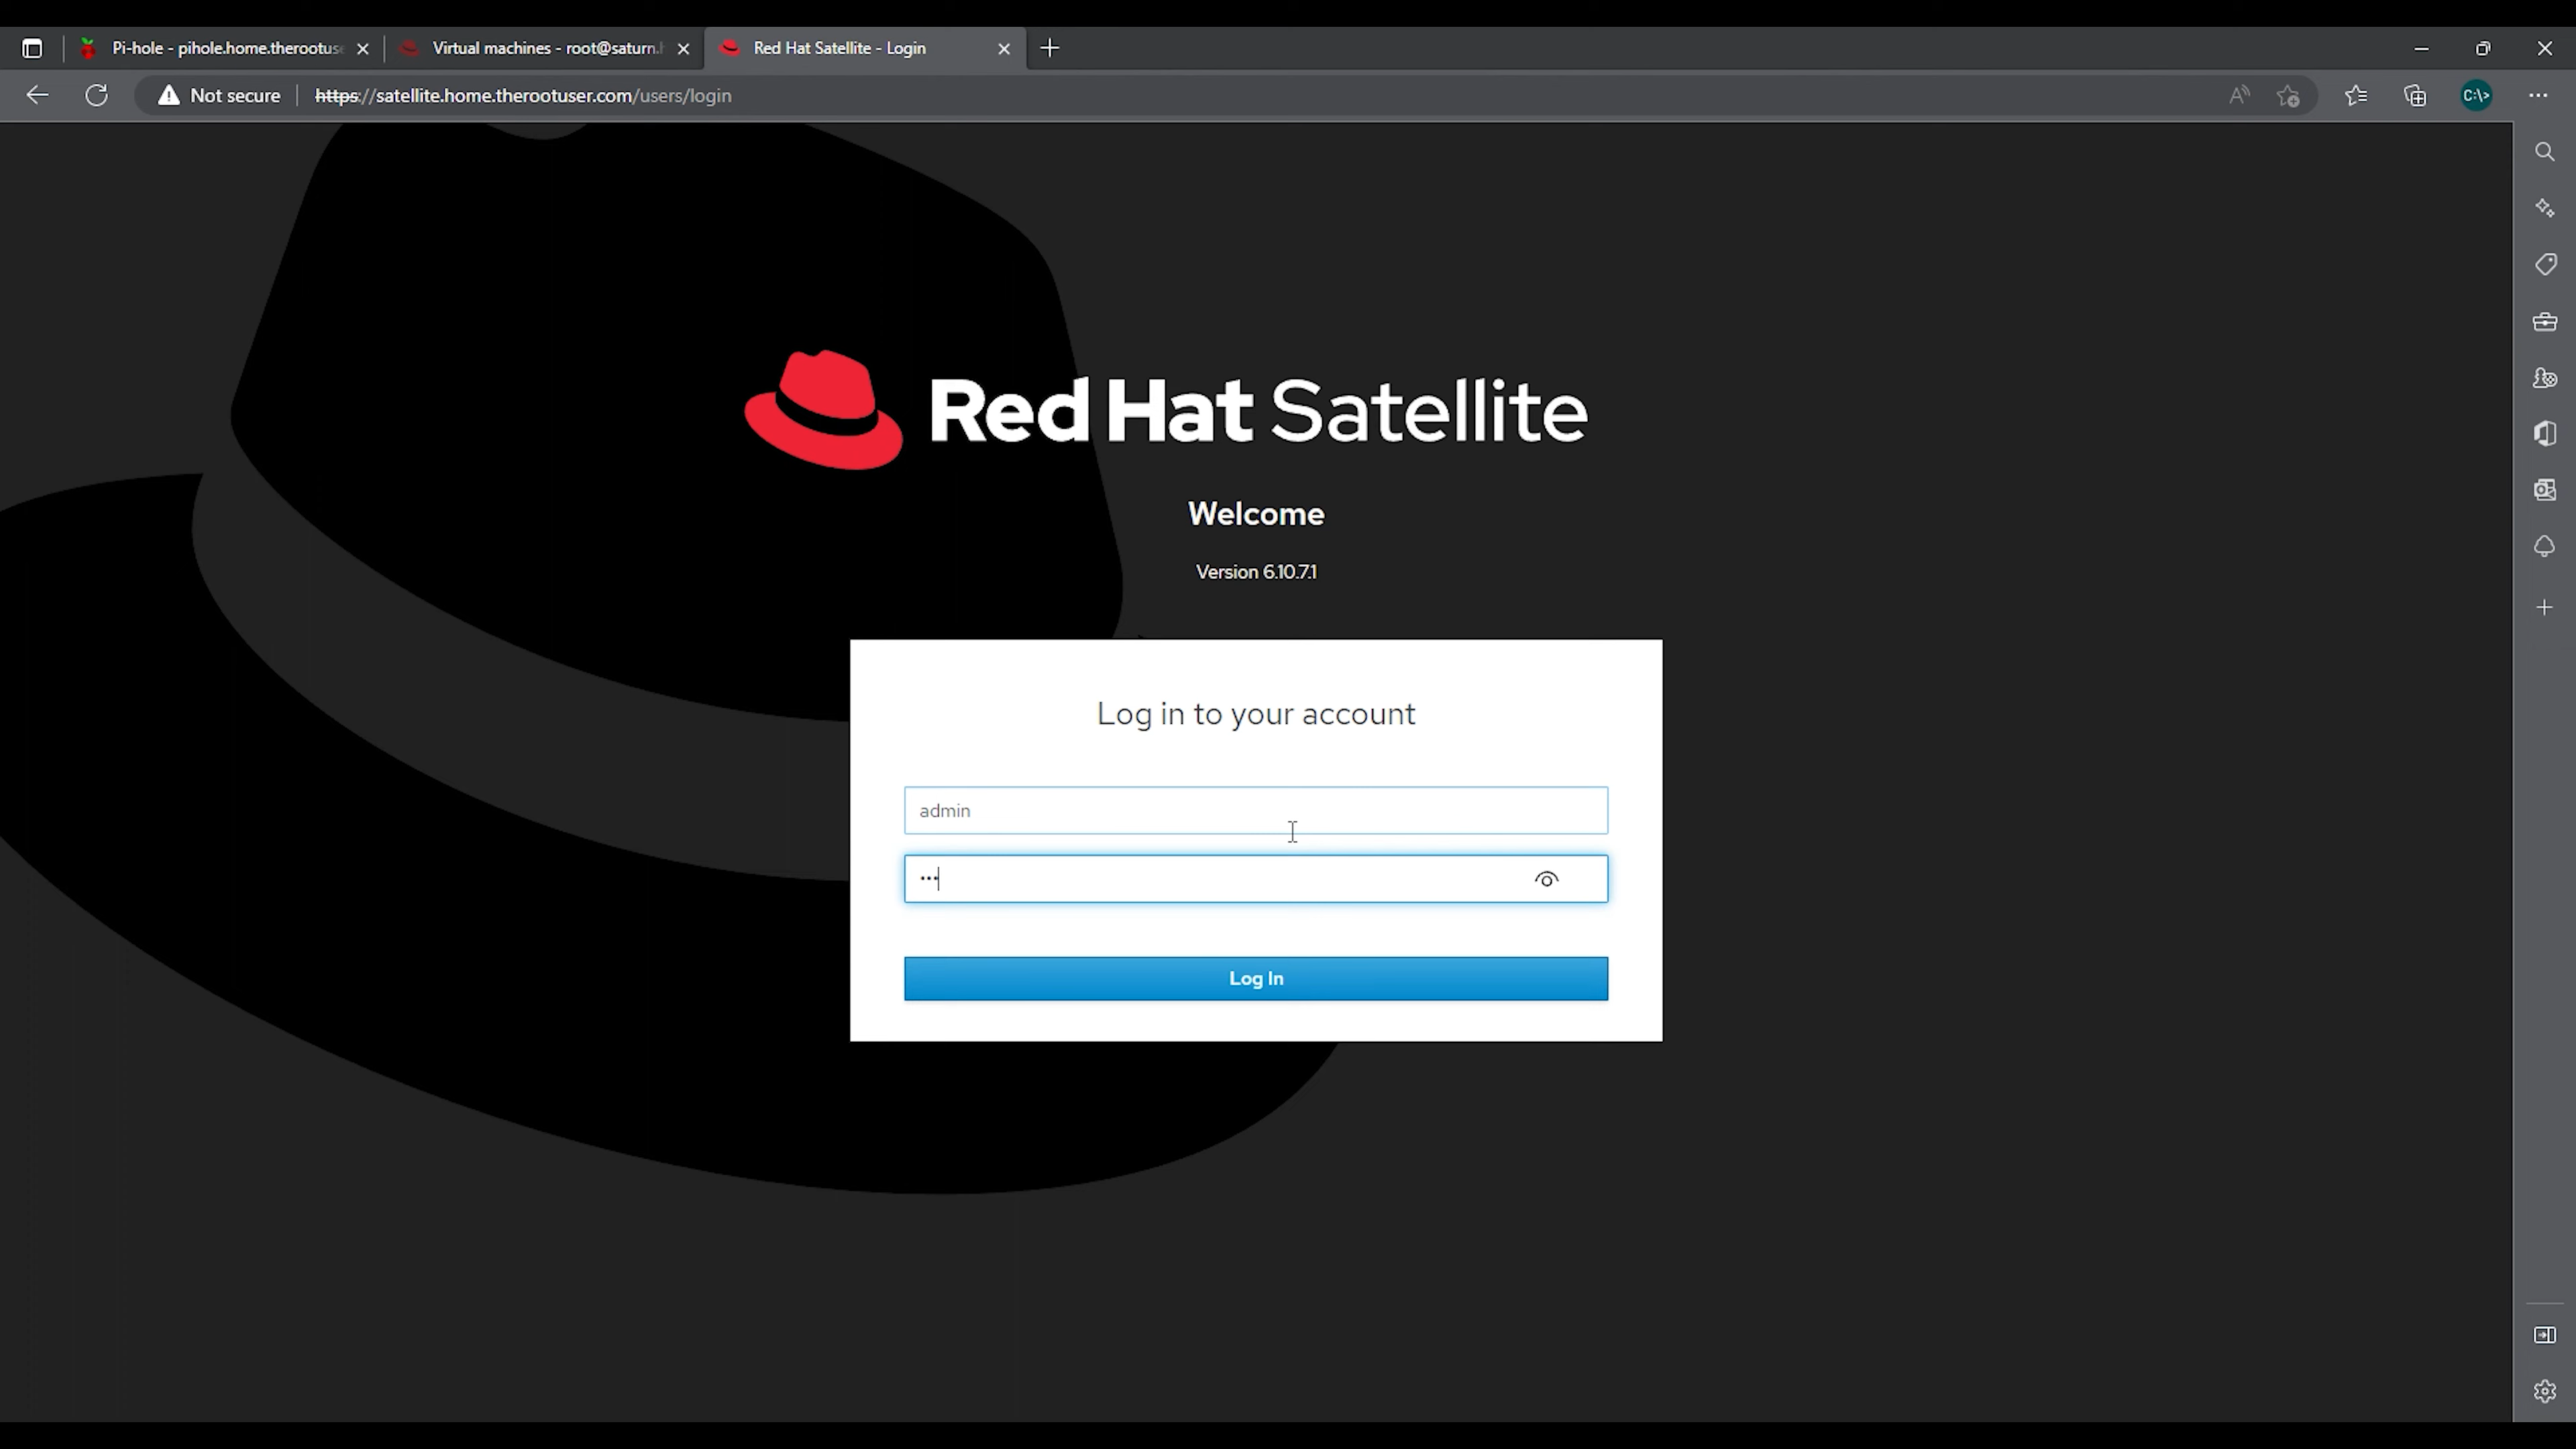 Pi-hole - pihole.home.therootuse
Virtual machines - root@saturn.h
Red Hat Satellite - Login
Not secure
https://satellite.home.therootuser.com/users/login
C:\>
Red Hat Satellite
Welcome
Version 6.10.7.1
Log in to your account
admin
Log In